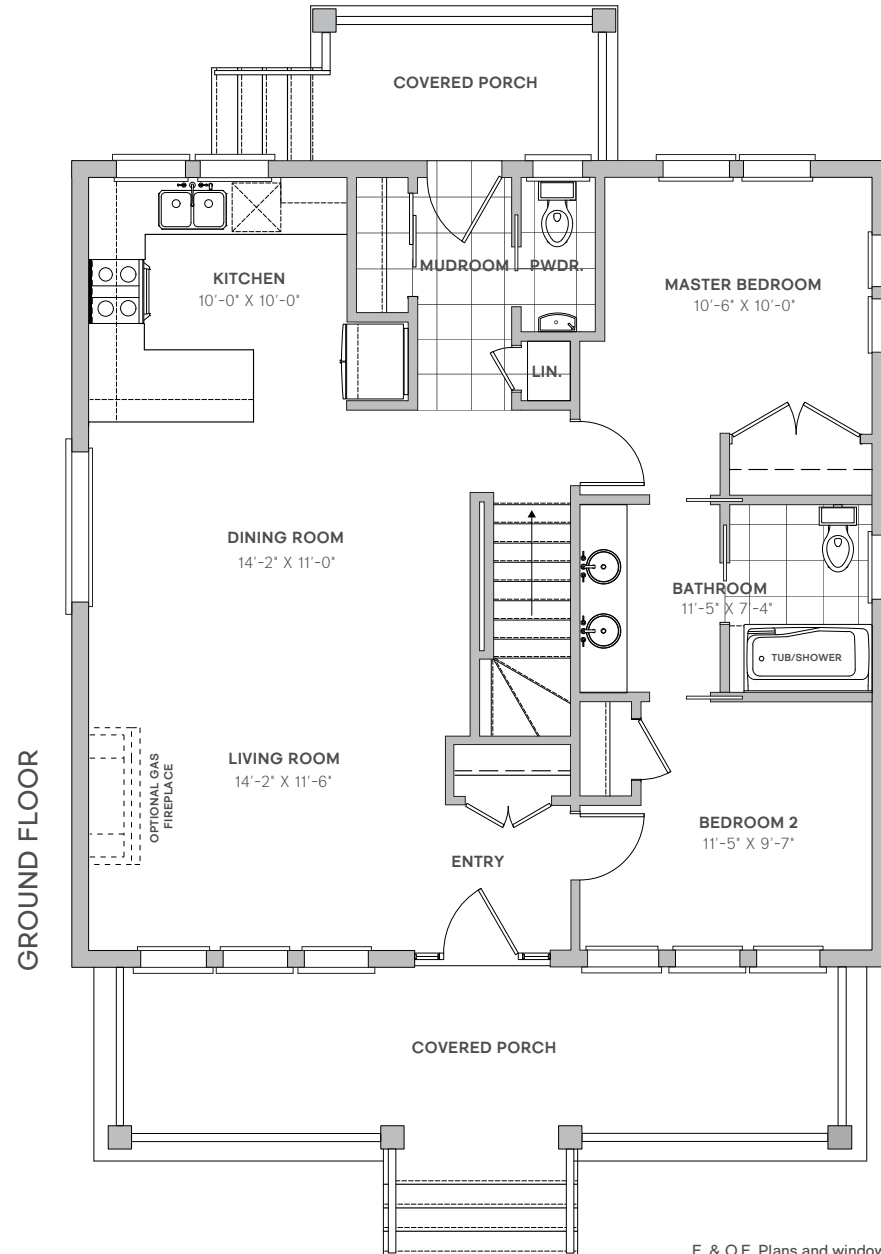 COVERED PORCH
KITCHEN
10'-0" X 10'-0"
MUDROOM
PWDR.
MASTER BEDROOM
10'-6" X 10'-0"
LIN.
DINING ROOM
14'-2" X 11'-0"
BATHROOM
11'-5" X 7'-4"
TUB/SHOWER
LIVING ROOM
14'-2" X 11'-6"
OPTIONAL GAS
FIREPLACE
BEDROOM 2
11'-5" X 9'-7"
ENTRY
GROUND FLOOR
COVERED PORCH
E. & O.E. Plans and window